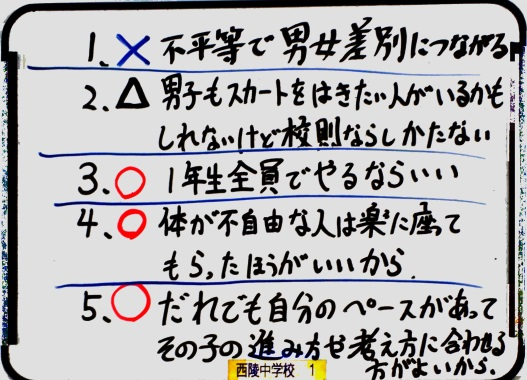 1、× 不平等で男女差別につながる
2、△ 男子もスカートをはきたい人がいるかも
しれないけど校則ならしかたない
3、○ 1年生全員でやるならいい
4、○ 体が不自由な人は楽に座って
もらったほうがいいから。
5、○ だれでも自分のペースがあって
その子の進み方や考え方に合わせる
方がよいから。
西陵中学校 1